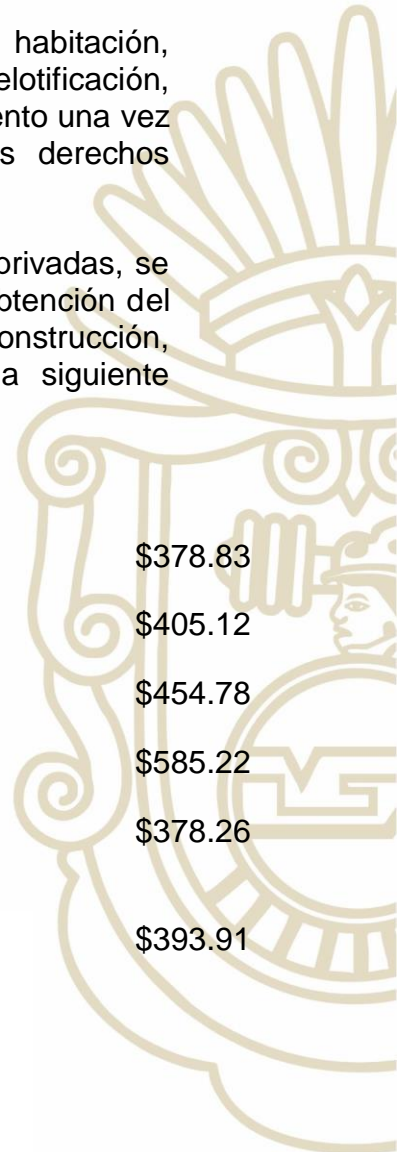 habitación,
elotificación,
ento una vez
s derechos
privadas, se
btención del
onstrucción,
a siguiente
$378.83
$405.12
$454.78
$585.22
$378.26
$393.91